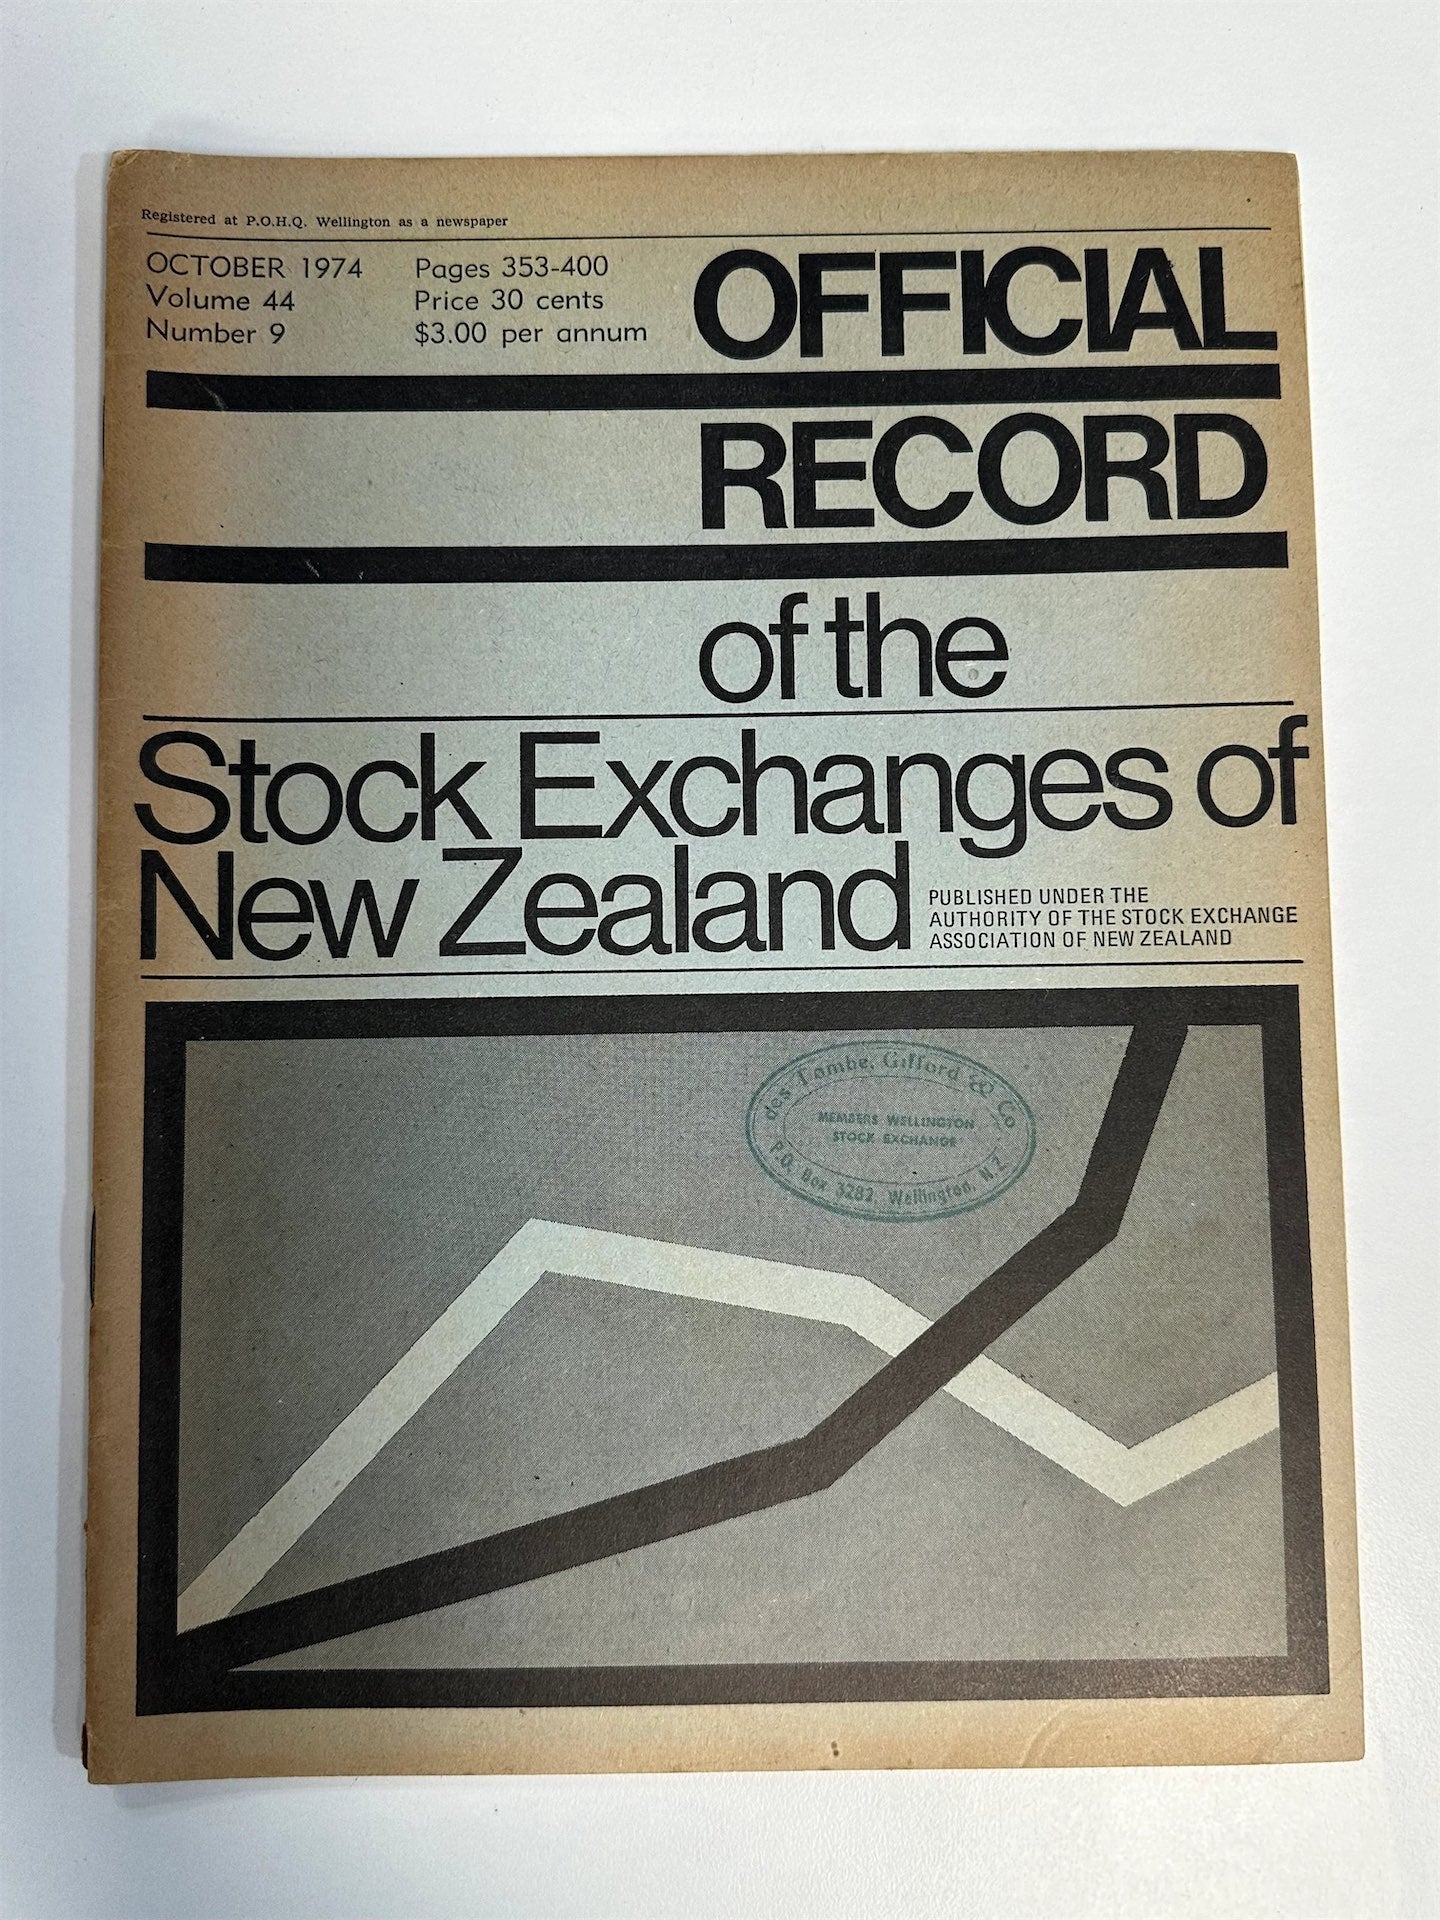 Registered at P.O.H.Q. Wellington as a newspaper
OCTOBER 1974
Volume 44
Number 9
Pages 353-400
Price 30 cents
$3.00 per annum
OFFICIAL
RECORD
of the
Stock Exchanges of
New Zealand
PUBLISHED UNDER THE
AUTHORITY OF THE STOCK EXCHANGE
ASSOCIATION OF NEW ZEALAND
des Tombe, Gifford & Co
MEMBERS WELLINGTON
STOCK EXCHANGE
P.O. Box 3282, Wellington, N.Z.